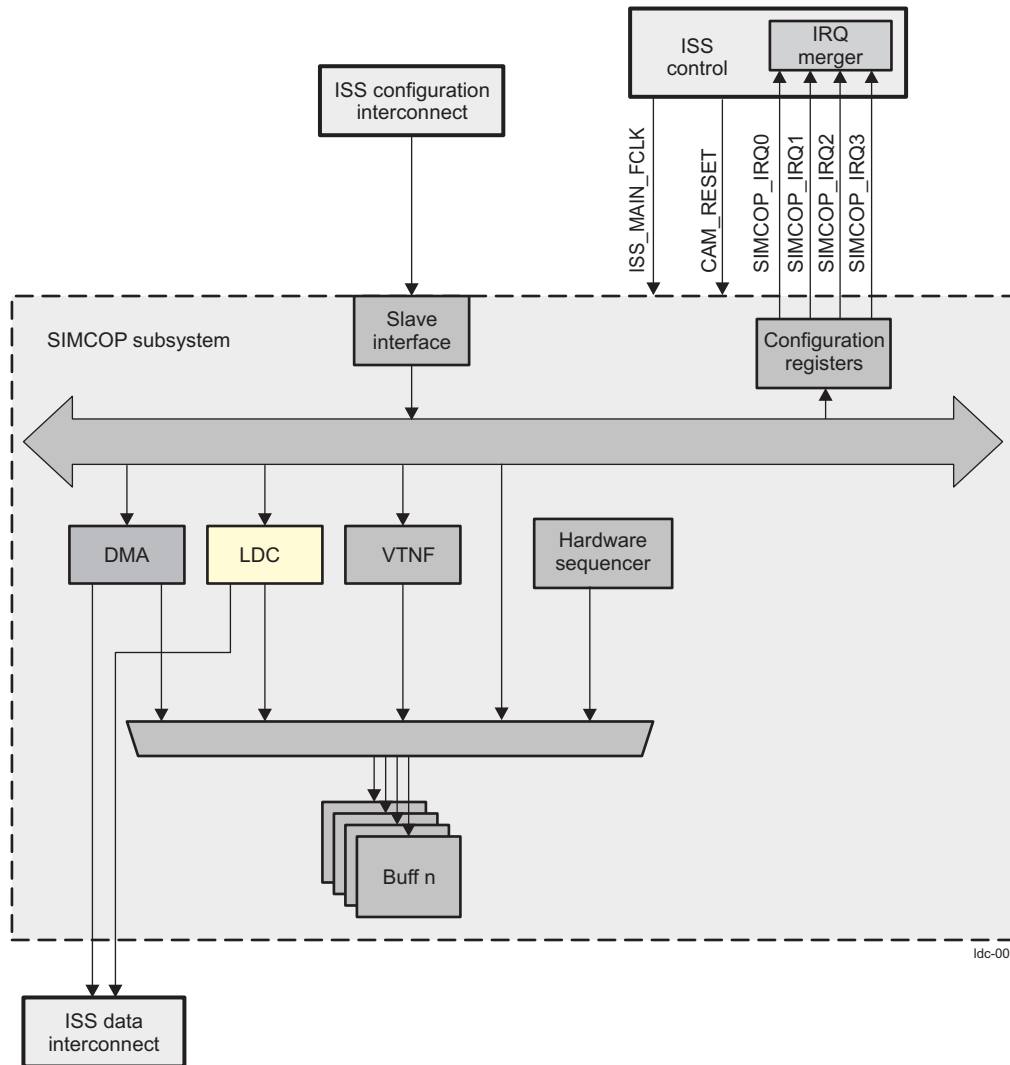 ISS
control
IRQ
merger
ISS configuration
interconnect
ISS_MAIN_FCLK
CAM_RESET
SIMCOP_IRQ0
SIMCOP_IRQ1
SIMCOP_IRQ2
SIMCOP_IRQ3
SIMCOP subsystem
Slave
interface
Configuration
registers
DMA
LDC
VTNF
Hardware
sequencer
Buff n
ldc-00
ISS data
interconnect